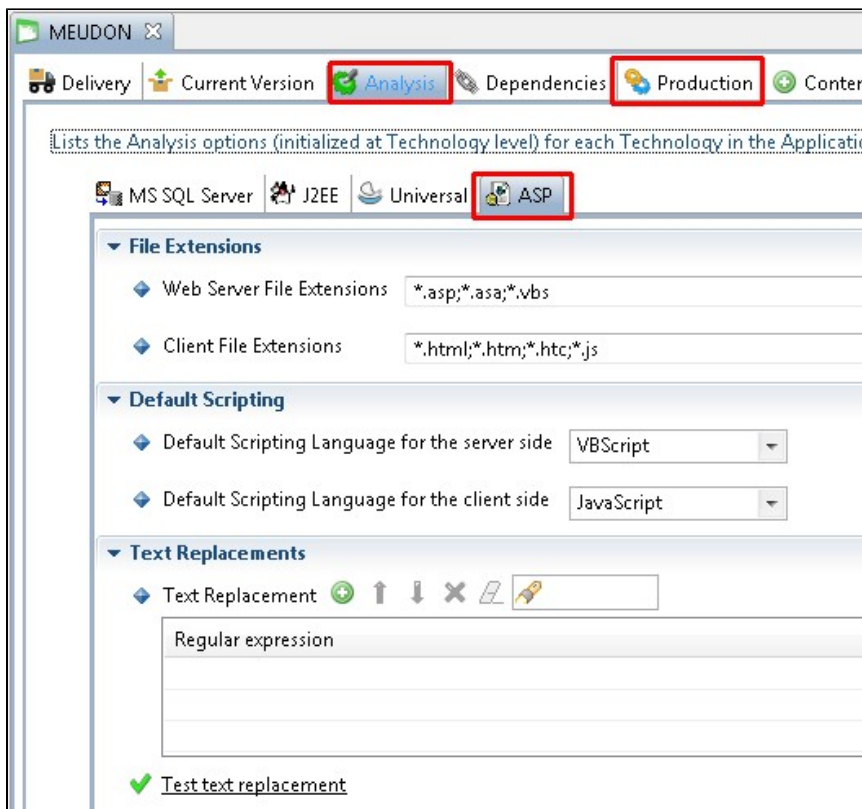 MEUDON
Delivery Current Version Analysis Dependencies Production Conter
Lists the Analysis options (initialized at Technology level) for each Technology in the Applicatio
MS SQL Server J2EE Universal ASP
File Extensions
Web Server File Extensions *.asp;*.asa;*.vbs
Client File Extensions *.html;*.htm;*.htc;*.js
Default Scripting
Default Scripting Language for the server side VBScript
Default Scripting Language for the client side JavaScript
Text Replacements
Text Replacement
Regular expression
Test text replacement